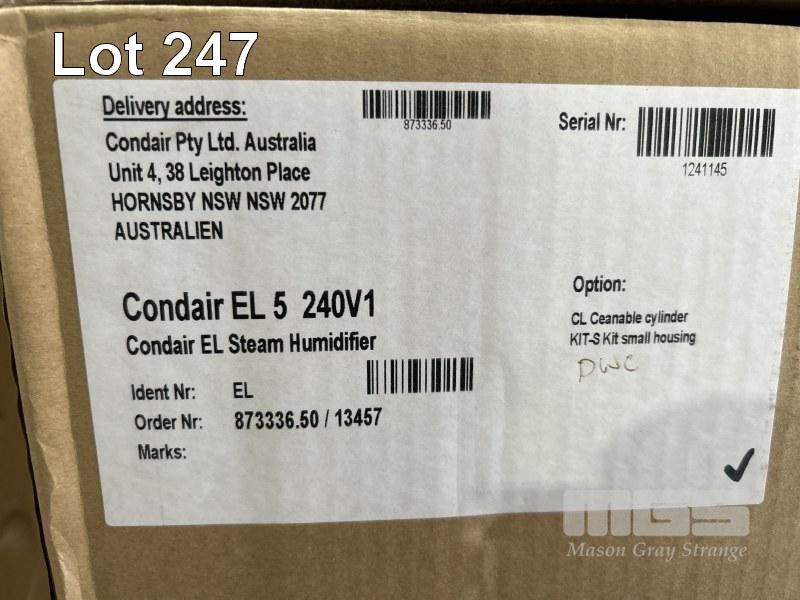 Lot 247
Delivery address:
Condair Pty Ltd. Australia
Unit 4, 38 Leighton Place
HORNSBY NSW NSW 2077
AUSTRALIEN
873336.50
Serial Nr:
1241145
Condair EL 5 240V1
Condair EL Steam Humidifier
Ident Nr: EL
Order Nr: 873336.50 / 13457
Marks:
Option:
CL Ceanable cylinder
KIT-S Kit small housing
DWC
MGS
Mason Gray Strange